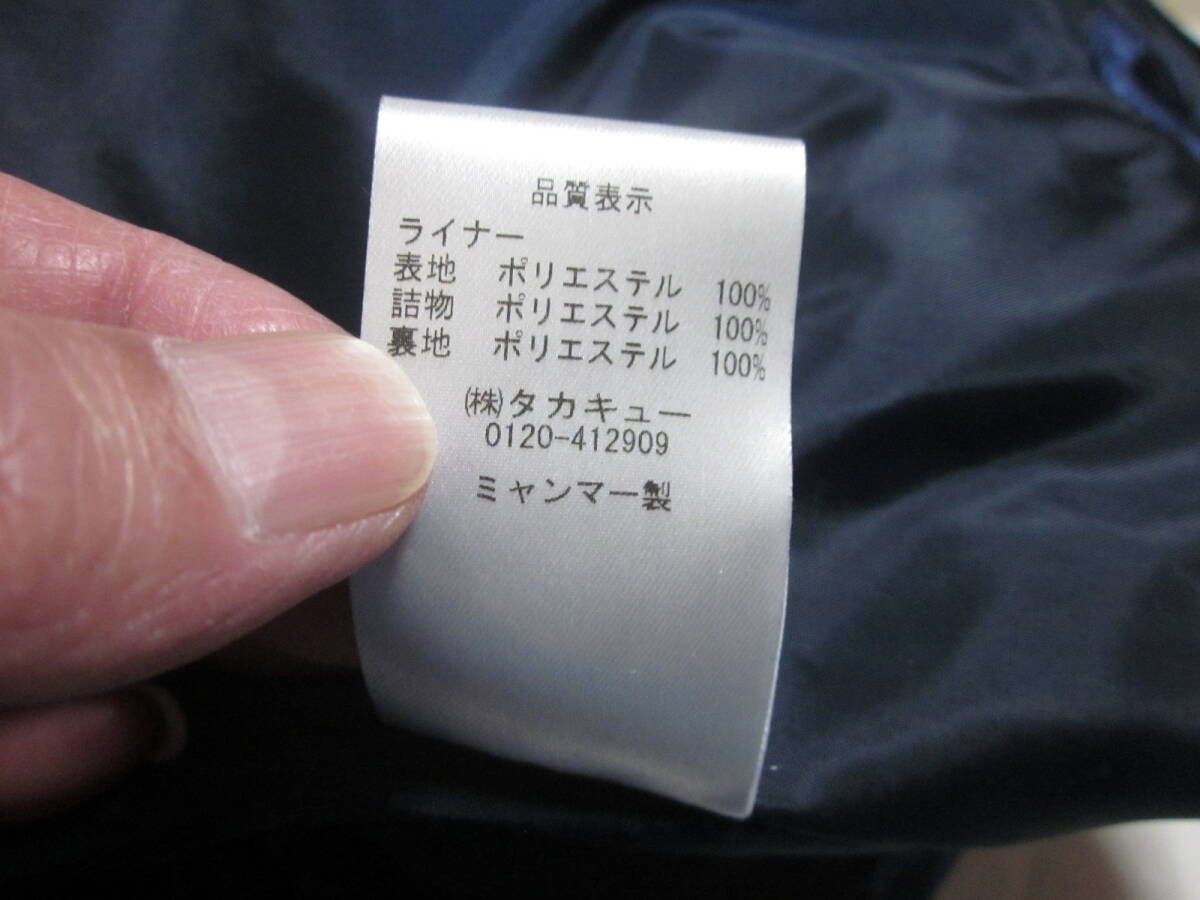 品質表示
ライナー
表地 ポリエステル 100%
詰物 ポリエステル 100%
裏地 ポリエステル 100%
㈱タカキュー
0120-412909
ミャンマー製